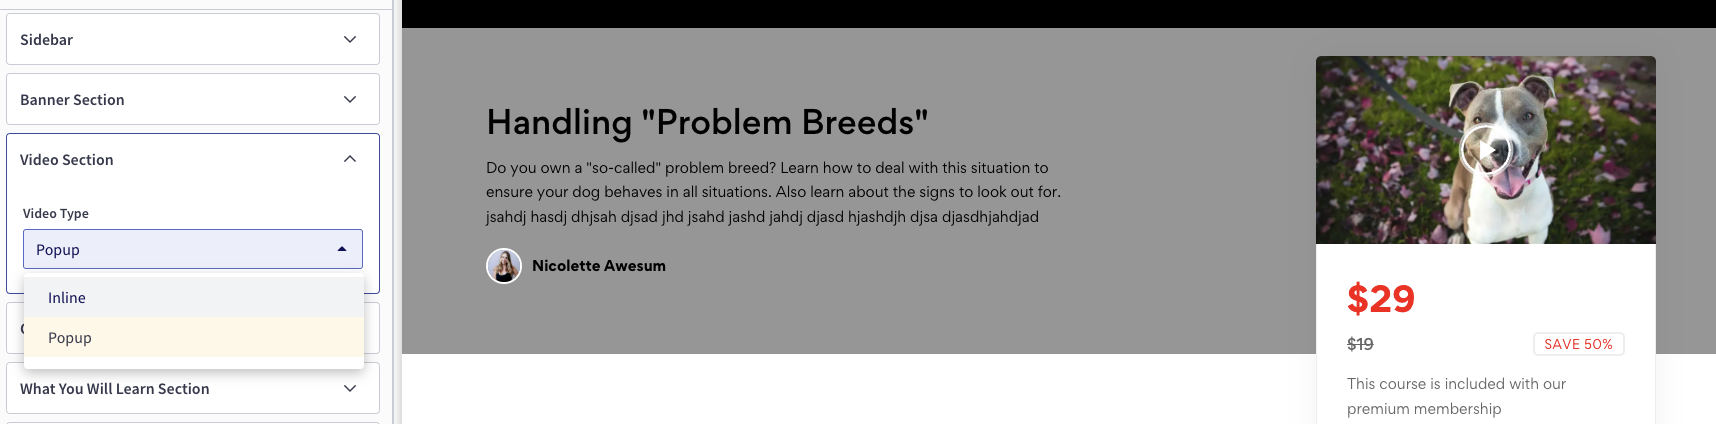 Sidebar
Banner Section
Video Section
Video Type
Popup
Inline
Popup
What You Will Learn Section
Handling "Problem Breeds"
Do you own a "so-called" problem breed? Learn how to deal with this situation to
ensure your dog behaves in all situations. Also learn about the signs to look out for.
jsahdj hasdj dhjsah djsad jhd jsahd jashd jahdj djasd hjashdjh djsa djasdhjahdjad
Nicolette Awesum
$29
$19
SAVE 50%
This course is included with our
premium membership